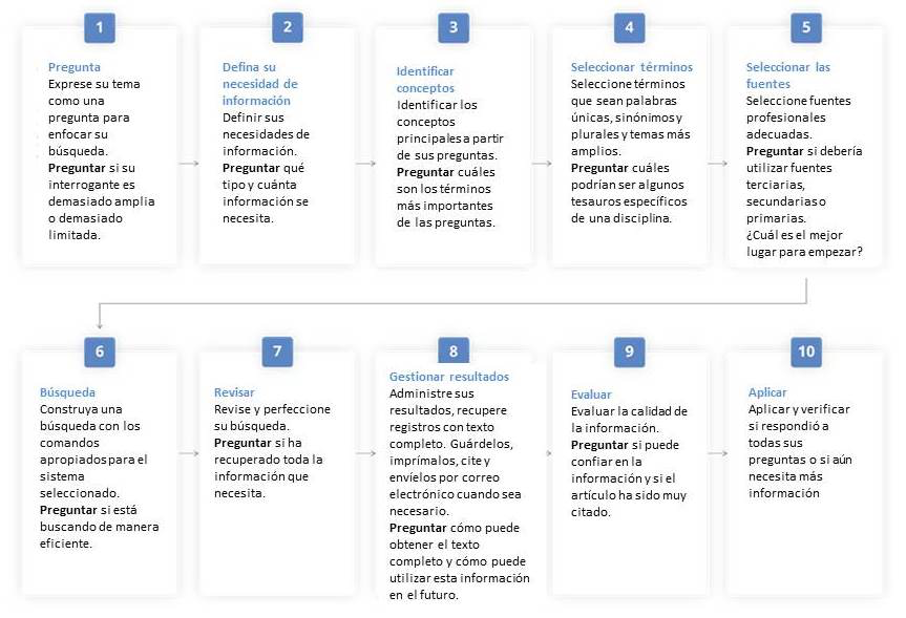 1
Pregunta
Exprese su tema
como una
pregunta para
enfocar su
búsqueda.
Preguntar si su
interrogante es
demasiado amplia
o demasiado
limitada.
2
Defina su
necesidad de
información
Definir sus
necesidades de
información.
Preguntar qué
tipo y cuánta
información se
necesita.
3
Identificar
conceptos
Identificar los
conceptos
principales a partir
de sus preguntas.
Preguntar cuáles
son los términos
más importantes
de las preguntas.
4
Seleccionar términos
Seleccione términos
que sean palabras
únicas, sinónimos y
plurales y temas más
amplios.
Preguntar cuáles
podrían ser algunos
tesauros específicos
de una disciplina.
5
Seleccionar las
fuentes
Seleccione fuentes
profesionales
adecuadas.
Preguntar si debería
utilizar fuentes
terciarias,
secundarias o
primarias.
¿Cuál es el mejor
lugar para empezar?
6
Búsqueda
Construya una
búsqueda con los
comandos
apropiados para el
sistema
seleccionado.
Preguntar si está
buscando de manera
eficiente.
7
Revisar
Revise y perfeccione
su búsqueda.
Preguntar si ha
recuperado toda la
información que
necesita.
8
Gestionar resultados
Administre sus
resultados, recupere
registros con texto
completo. Guárdelos,
imprímalos, cite y
envíelos por correo
electrónico cuando sea
necesario.
Preguntar cómo puede
obtener el texto
completo y cómo puede
utilizar esta información
en el futuro.
9
Evaluar
Evaluar la calidad de
la información.
Preguntar si puede
confiar en la
información y si el
artículo ha sido muy
citado.
10
Aplicar
Aplicar y verificar
si respondió a
todas sus
preguntas o si aún
necesita más
información